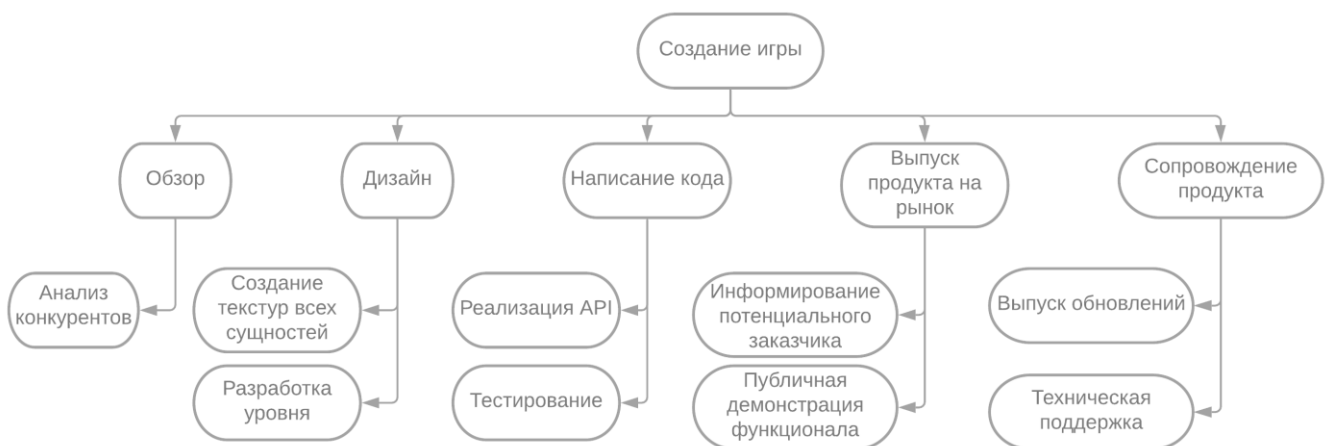 Создание игры
Обзор
Дизайн
Написание кода
Выпуск
продукта на
рынок
Сопровождение
продукта
Анализ
конкурентов
Создание
текстур всех
сущностей
Реализация API
Информирование
потенциального
заказчика
Выпуск обновлений
Разработка
уровня
Тестирование
Публичная
демонстрация
функционала
Техническая
поддержка